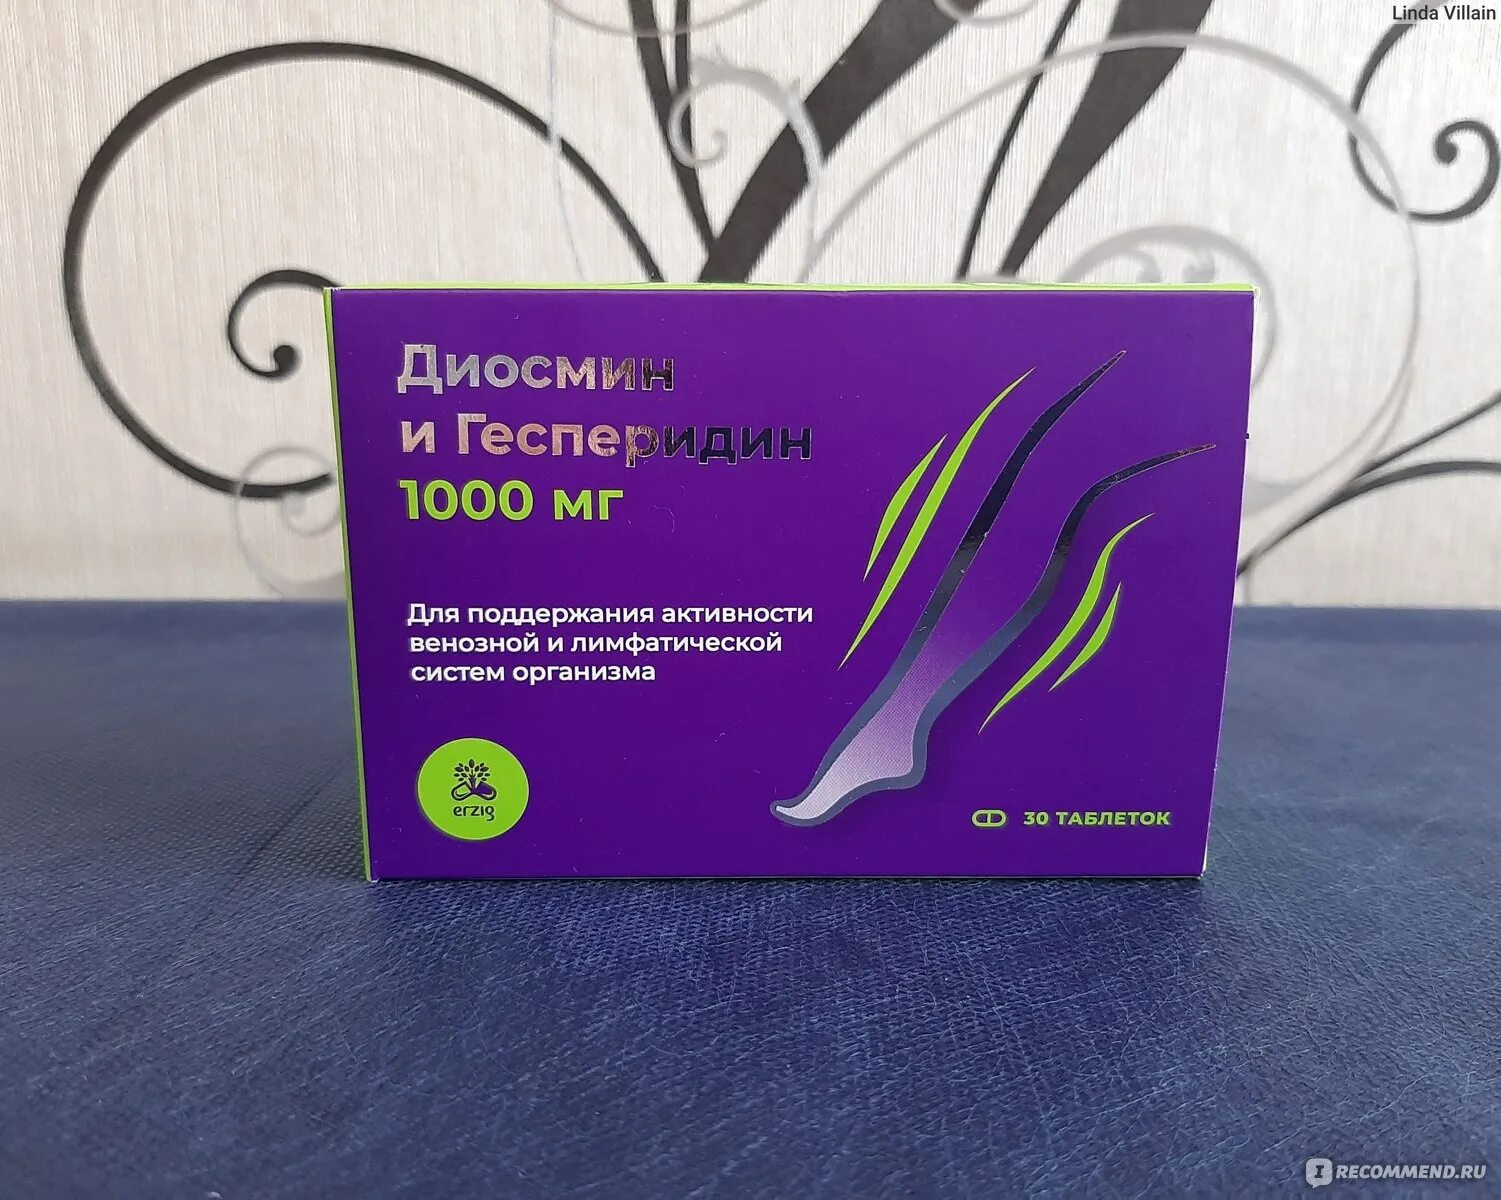 Linda Villain
Диосмин
и Гесперидин
1000 мг
Для поддержания активности
венозной и лимфатической
систем организма
erzig
30 ТАБЛЕТОК
I RECOMMEND.RU